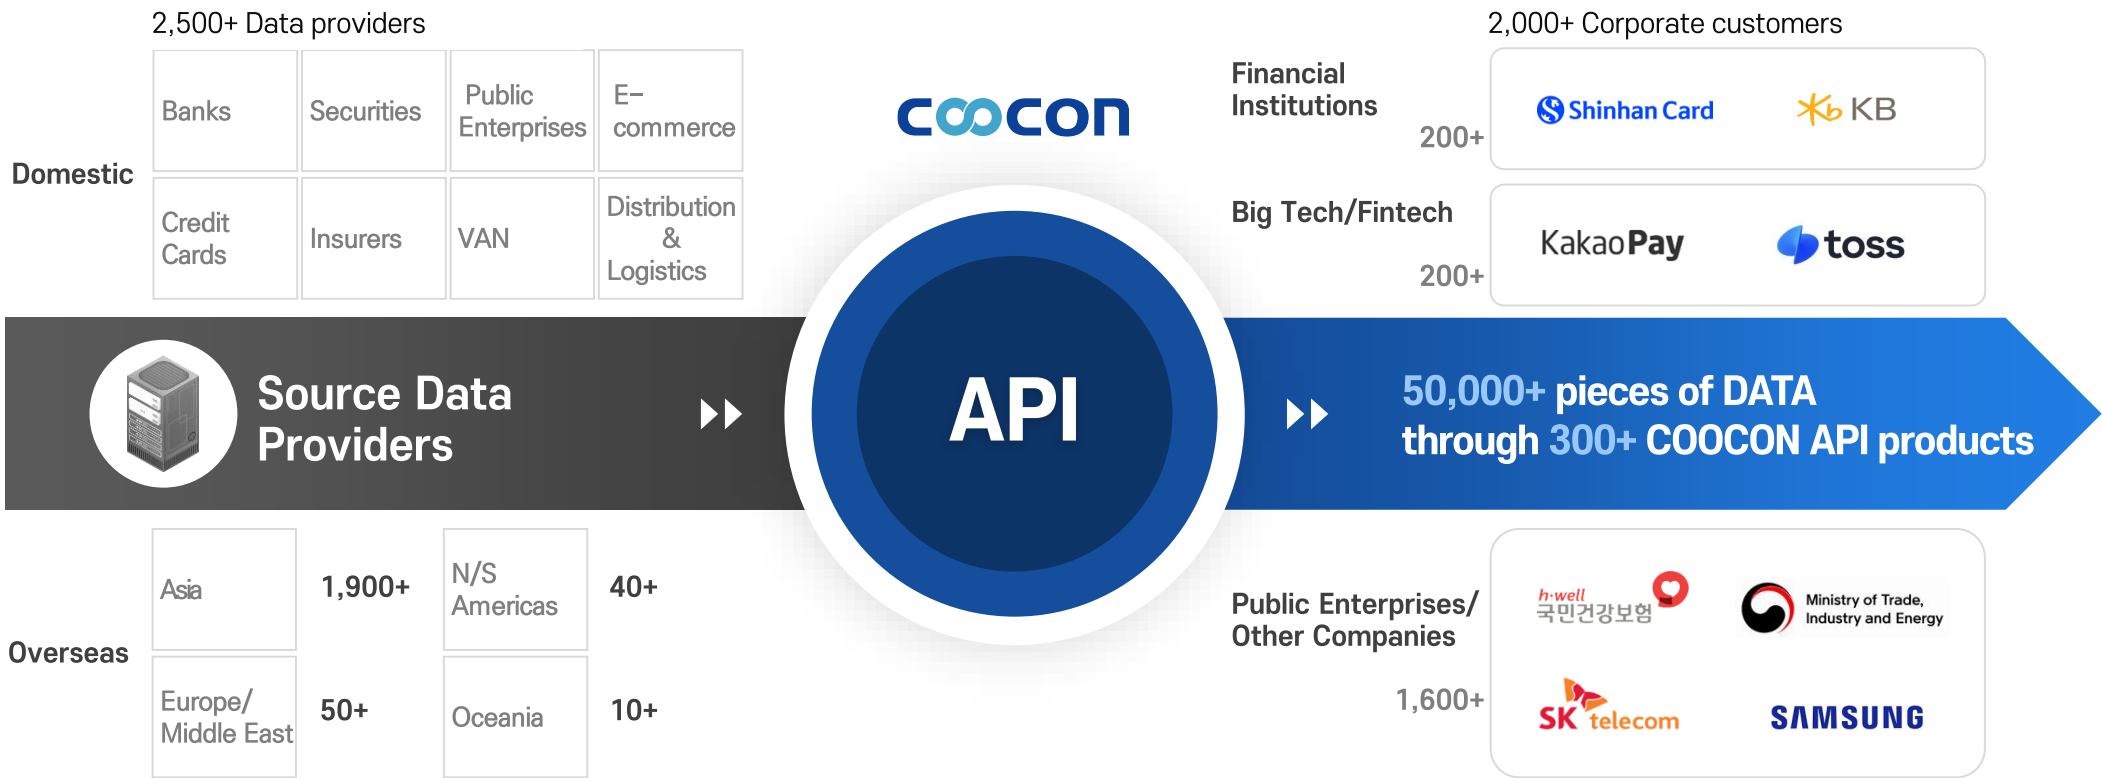 2,500+ Data providers
Banks
Securities
Public
Enterprises
E-
commerce
Domestic
Credit
Cards
Insurers
VAN
Distribution
&
Logistics
Source Data
Providers
Overseas
Asia
1,900+
N/S
Americas
40+
Europe/
Middle East
50+
Oceania
10+
coocon
API
2,000+ Corporate customers
Financial
Institutions
200+
Shinhan Card
KB
Big Tech/Fintech
200+
KakaoPay
toss
50,000+ pieces of DATA
through 300+ COOCON API products
Public Enterprises/
Other Companies
1,600+
h·well
국민건강보험
Ministry of Trade,
Industry and Energy
SK telecom
SAMSUNG